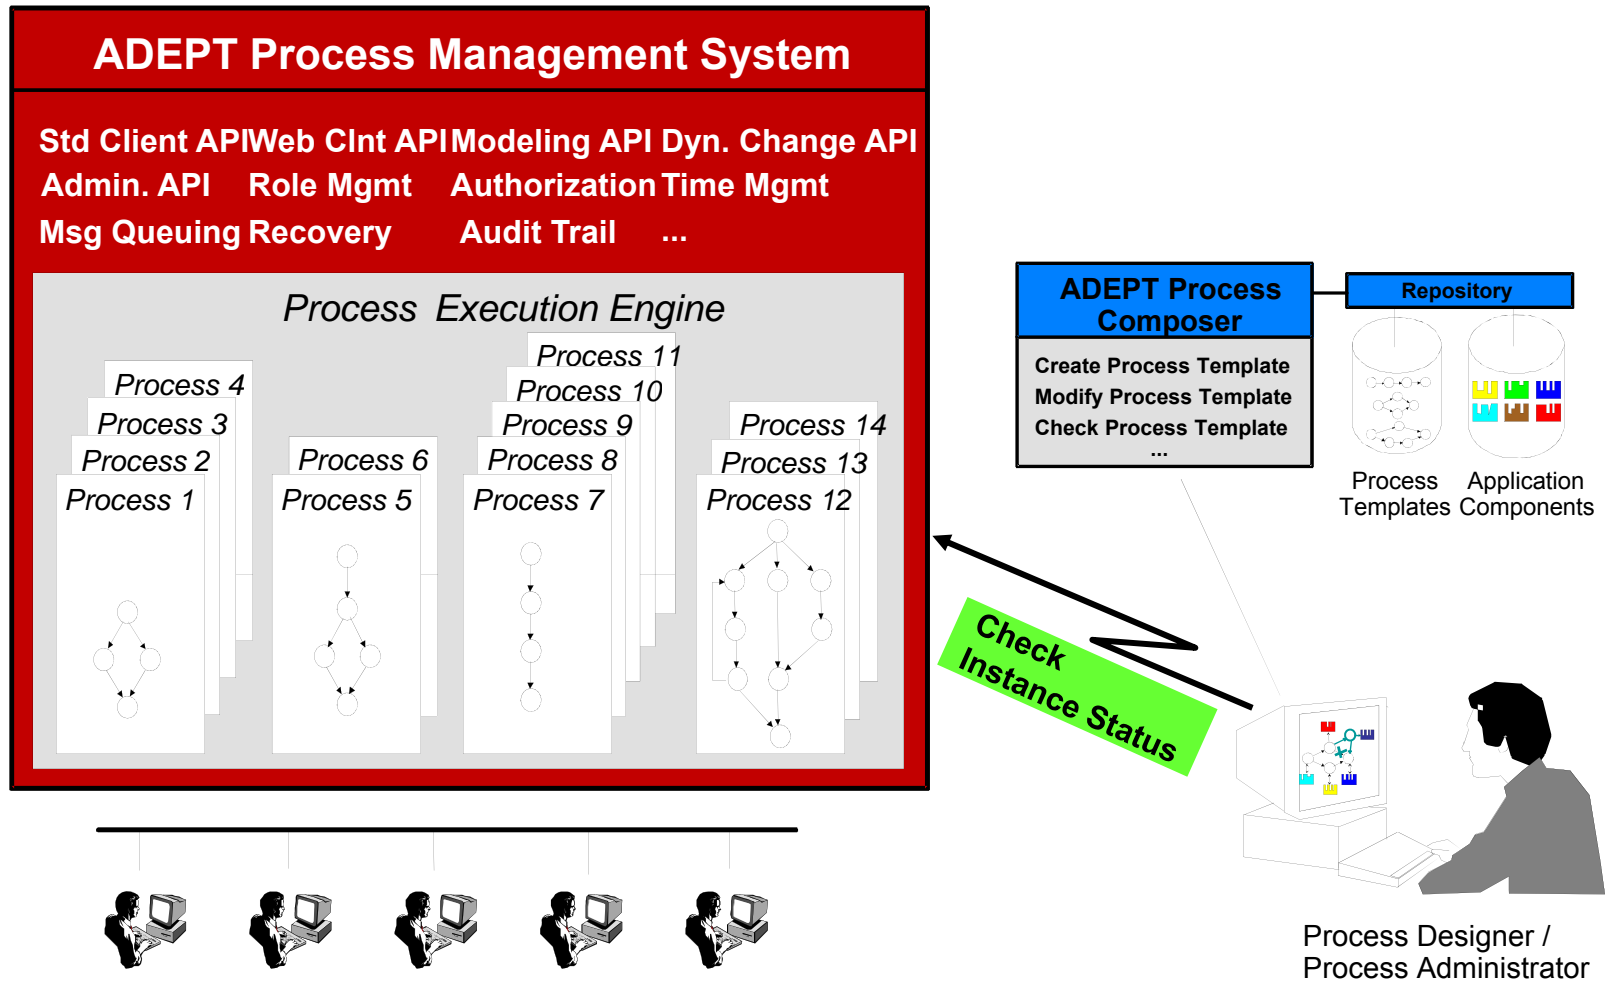 ADEPT Process Management System
Std Client API Web Clnt API Modeling API Dyn. Change API
Admin. API Role Mgmt Authorization Time Mgmt
Msg Queuing Recovery Audit Trail ...
Process Execution Engine
Process 4
Process 3
Process 2
Process 1
Process 6
Process 5
Process 11
Process 10
Process 9
Process 8
Process 7
Process 14
Process 13
Process 12
ADEPT Process
Composer
Create Process Template
Modify Process Template
Check Process Template
...
Repository
Process
Templates
Application
Components
Check
Instance Status
Process Designer /
Process Administrator